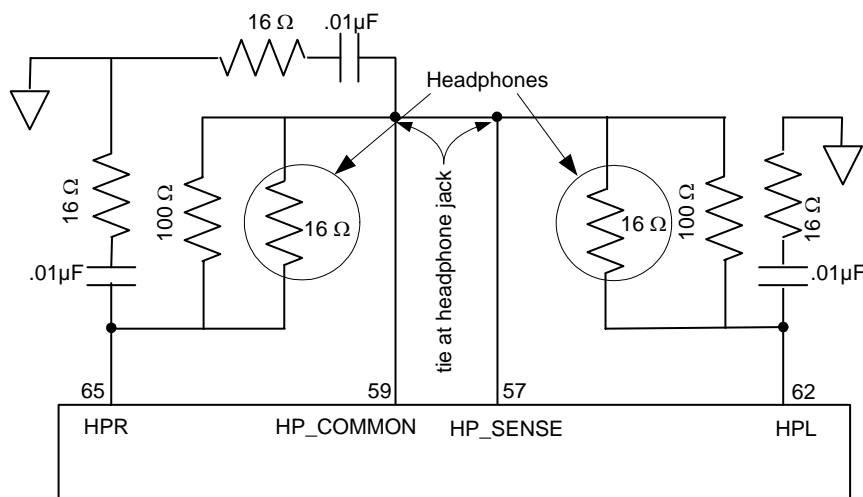 16 Ω
.01µF
Headphones
16 Ω
100 Ω
16 Ω
tie at headphone jack
16 Ω
100 Ω
16 Ω
.01µF
.01µF
65
59
57
62
HPR
HP_COMMON
HP_SENSE
HPL